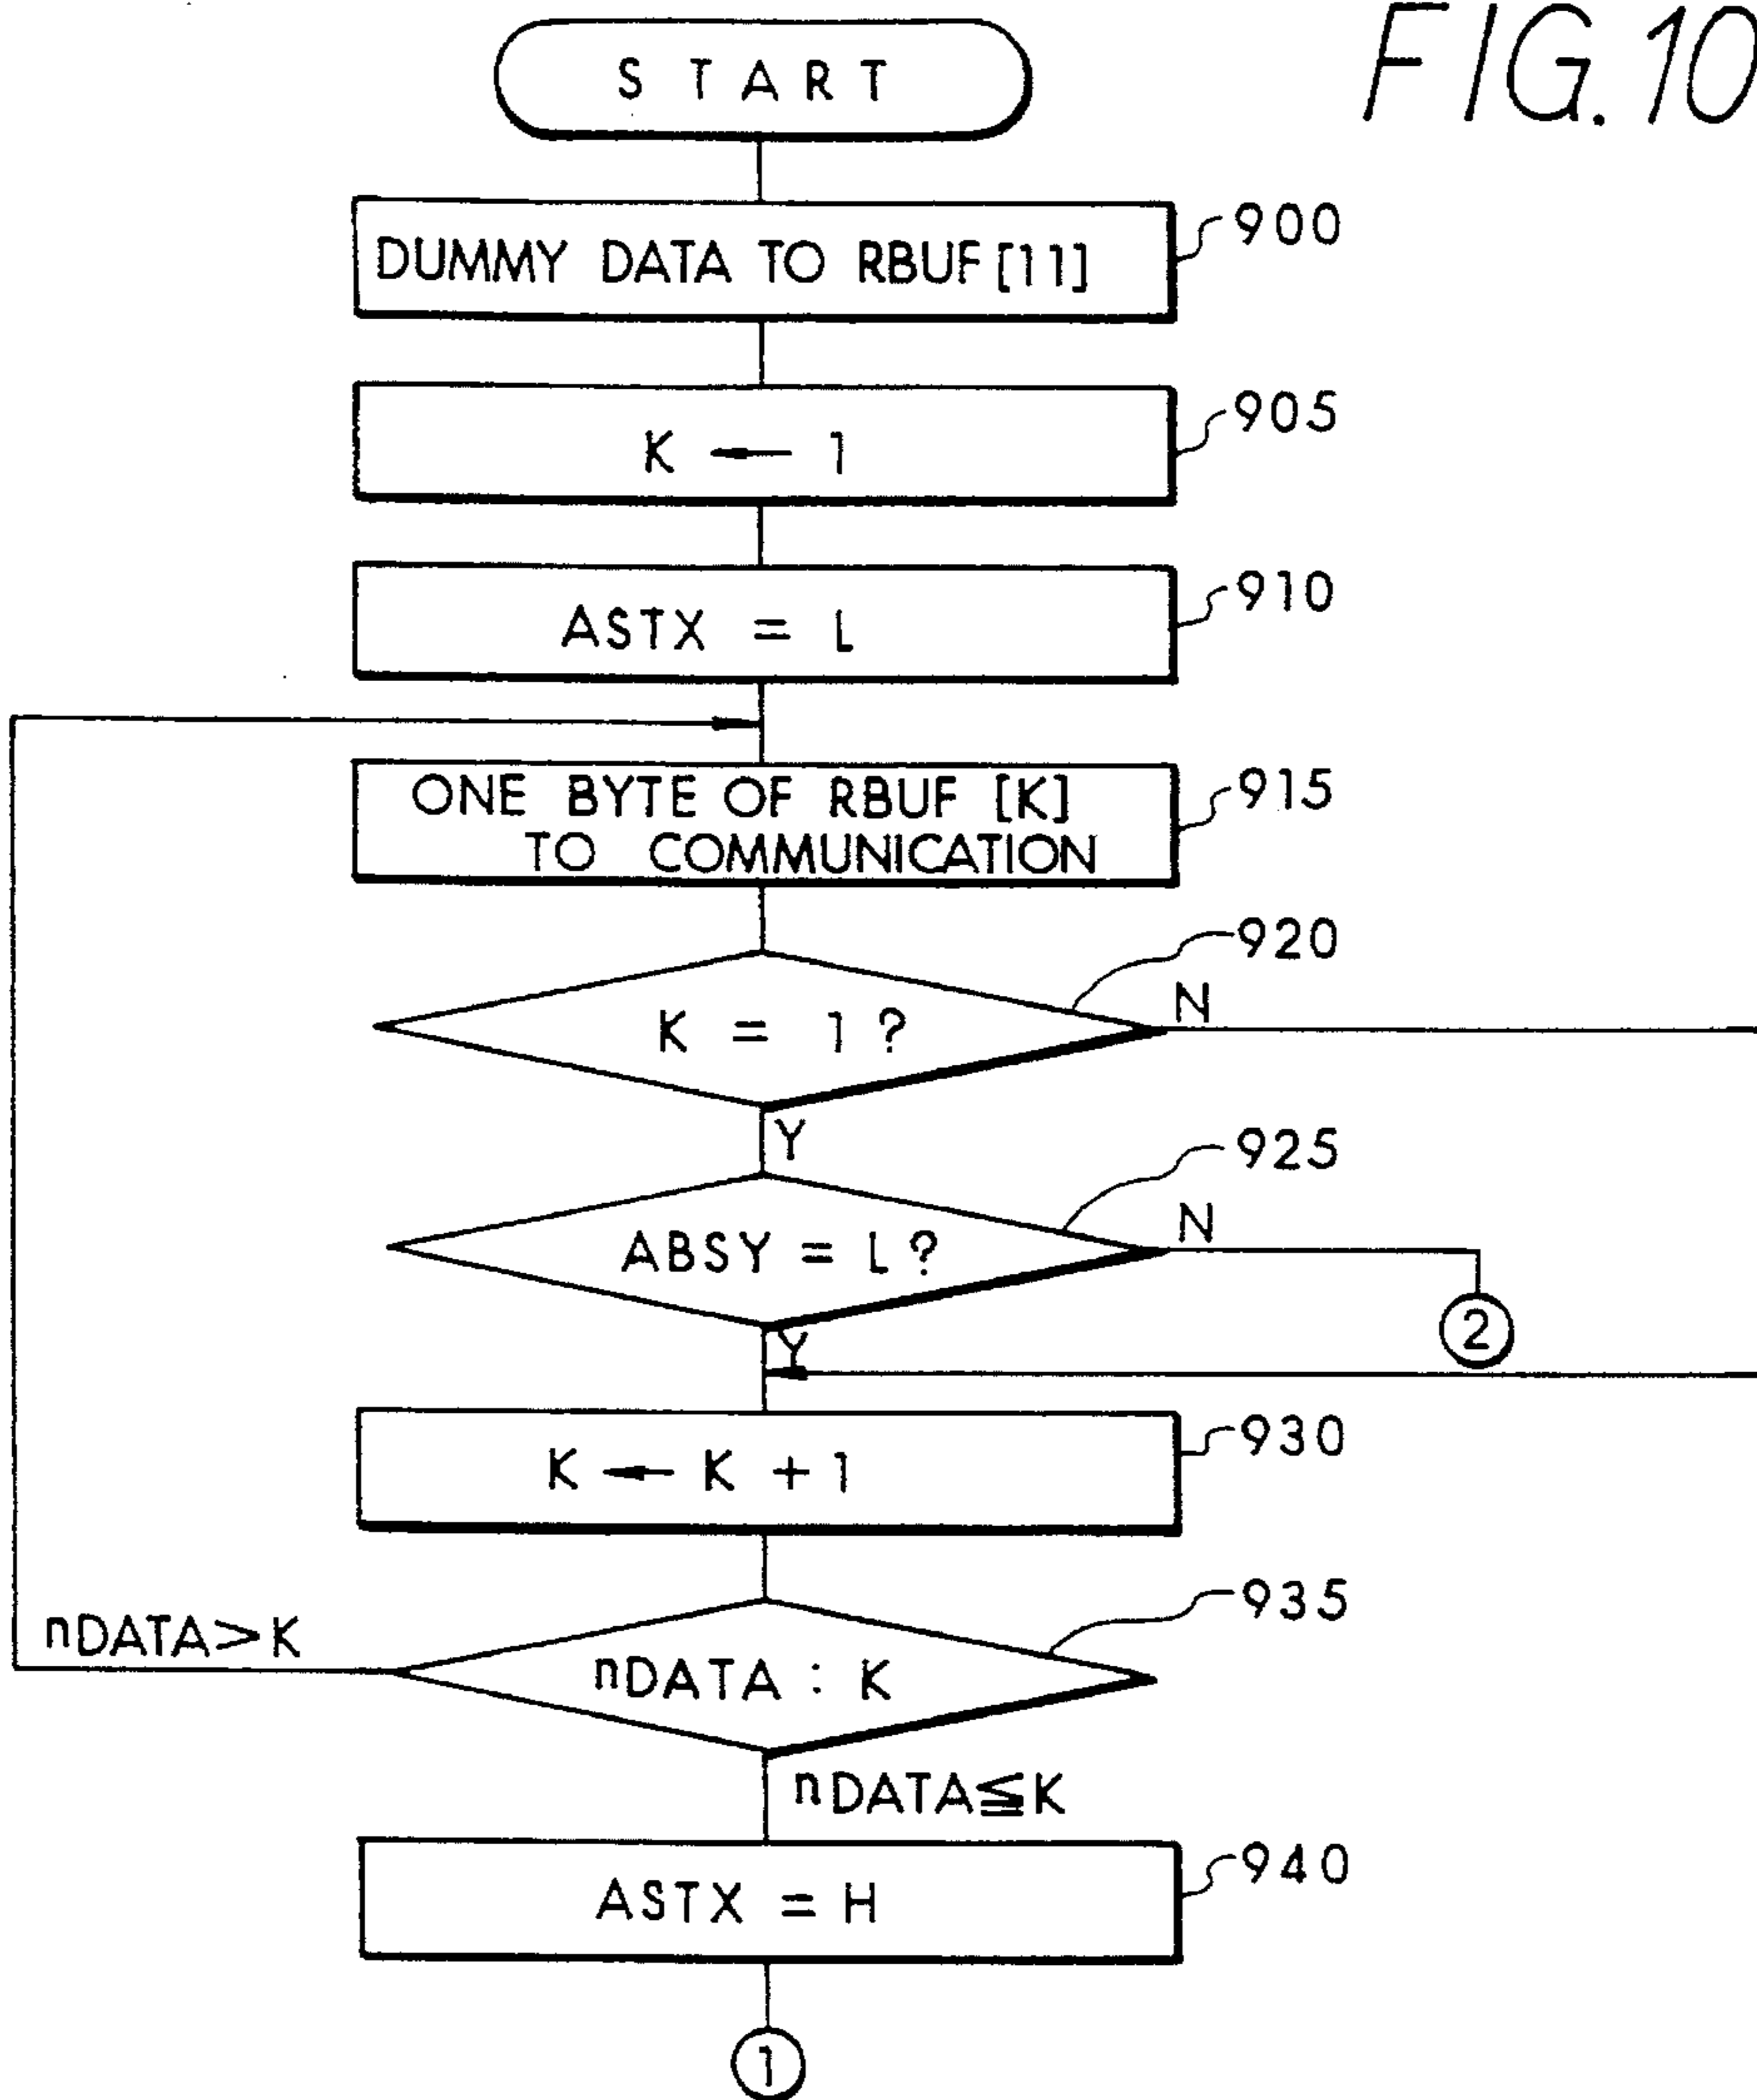 FIG. 10
START
DUMMY DATA TO RBUF [11]
900
K ← 1
905
ASTX = L
910
ONE BYTE OF RBUF [K]
TO COMMUNICATION
915
920
K = 1 ?
N
Y
925
ABSY = L ?
N
Y
2
K ← K + 1
930
935
nDATA > K
nDATA : K
nDATA ≦ K
ASTX = H
940
1